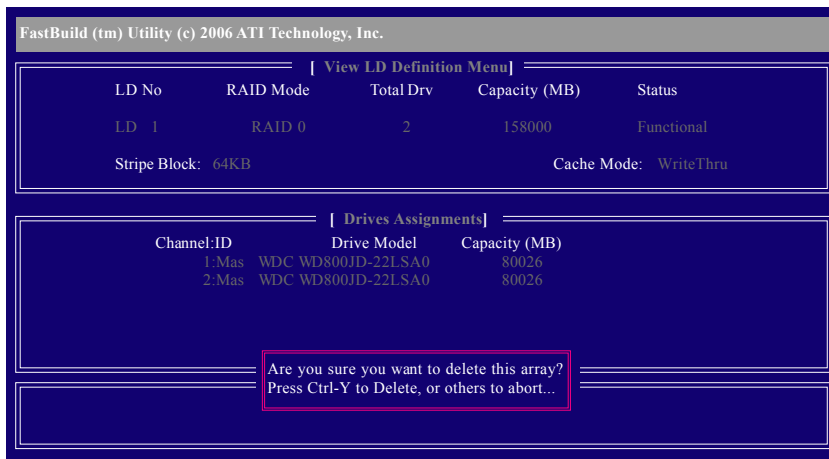 FastBuild (tm) Utility (c) 2006 ATI Technology, Inc.
[ View LD Definition Menu]
LD No RAID Mode Total Drv Capacity (MB) Status
LD 1 RAID 0 2 158000 Functional
Stripe Block: 64KB Cache Mode: WriteThru
[ Drives Assignments]
Channel:ID Drive Model Capacity (MB)
1:Mas WDC WD800JD-22LSA0 80026
2:Mas WDC WD800JD-22LSA0 80026
Are you sure you want to delete this array?
Press Ctrl-Y to Delete, or others to abort...